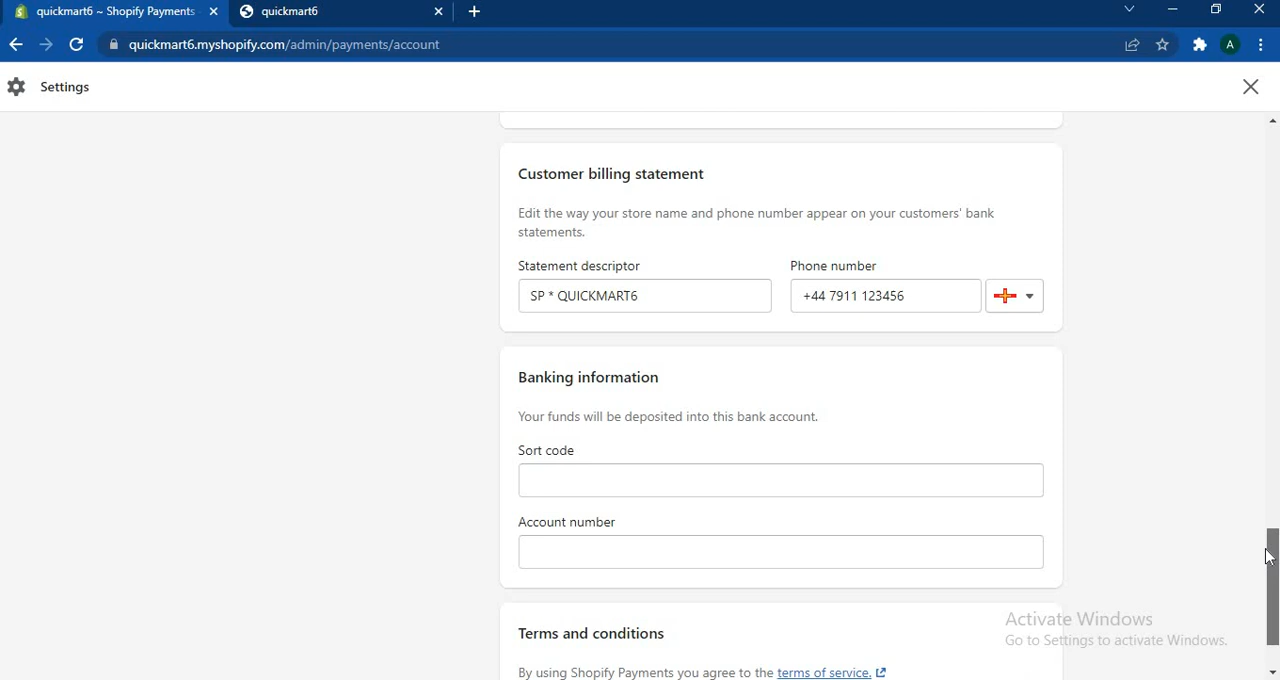 quickmart6 ~ Shopify Payments
quickmart6
quickmart6.myshopify.com/admin/payments/account
A
Settings
Customer billing statement
Edit the way your store name and phone number appear on your customers' bank
statements.
Statement descriptor
Phone number
SP * QUICKMART6
+44 7911 123456
Banking information
Your funds will be deposited into this bank account.
Sort code
Account number
Activate Windows
Go to Settings to activate Windows.
Terms and conditions
By using Shopify Payments you agree to the terms of service.